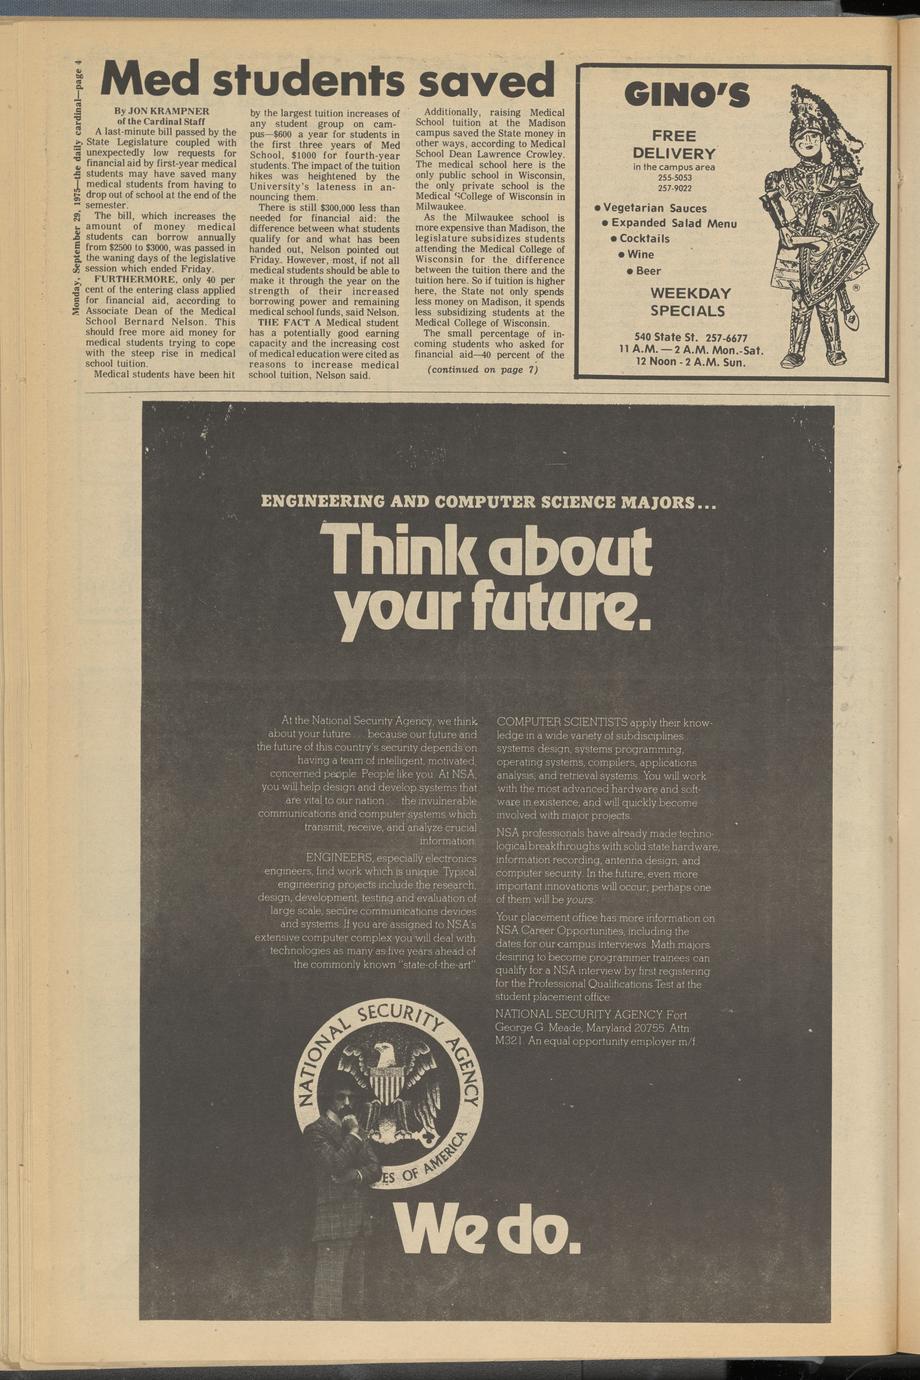 Monday, September 29, 1975—the daily cardinal—page 4
Med students saved
By JON KRAMPNER
of the Cardinal Staff
A last-minute bill passed by the
State Legislature coupled with
unexpectedly low requests for
financial aid by first-year medical
students may have saved many
medical students from having to
drop out of school at the end of the
semester.
The bill, which increases the
amount of money medical
students can borrow annually
from $2500 to $3000, was passed in
the waning days of the legislative
session which ended Friday.
FURTHERMORE, only 40 per
cent of the entering class applied
for financial aid, according to
Associate Dean of the Medical
School Bernard Nelson. This
should free more aid money for
medical students trying to cope
with the steep rise in medical
school tuition.
Medical students have been hit
by the largest tuition increases of
any student group on cam-
pus—$600 a year for students in
the first three years of Med
School, $1000 for fourth-year
students. The impact of the tuition
hikes was heightened by the
University's lateness in an-
nouncing them.
There is still $300,000 less than
needed for financial aid: the
difference between what students
qualify for and what has been
handed out, Nelson pointed out
Friday. However, most, if not all
medical students should be able to
make it through the year on the
strength of their increased
borrowing power and remaining
medical school funds, said Nelson.
THE FACT A Medical student
has a potentially good earning
capacity and the increasing cost
of medical education were cited as
reasons to increase medical
school tuition, Nelson said.
Additionally, raising Medical
School tuition at the Madison
campus saved the State money in
other ways, according to Medical
School Dean Lawrence Crowley.
The medical school here is the
only public school in Wisconsin,
the only private school is the
Medical College of Wisconsin in
Milwaukee.
As the Milwaukee school is
more expensive than Madison, the
legislature subsidizes students
attending the Medical College of
Wisconsin for the difference
between the tuition there and the
tuition here. So if tuition is higher
here, the State not only spends
less money on Madison, it spends
less subsidizing students at the
Medical College of Wisconsin.
The small percentage of in-
coming students who asked for
financial aid—40 percent of the
(continued on page 7)
GINO'S
FREE
DELIVERY
in the campus area
255-5053
257-9022
● Vegetarian Sauces
● Expanded Salad Menu
● Cocktails
● Wine
● Beer
WEEKDAY
SPECIALS
540 State St. 257-6677
11 A.M. — 2 A.M. Mon.-Sat.
12 Noon - 2 A.M. Sun.
®
ENGINEERING AND COMPUTER SCIENCE MAJORS...
Think about
your future.
At the National Security Agency, we think
about your future... because our future and
the future of this country's security depends on
having a team of intelligent, motivated,
concerned people. People like you. At NSA,
you will help design and develop systems that
are vital to our nation... the invulnerable
communications and computer systems which
transmit, receive, and analyze crucial
information.
ENGINEERS, especially electronics
engineers, find work which is unique. Typical
engineering projects include the research,
design, development, testing and evaluation of
large scale, secure communications devices
and systems. If you are assigned to NSA's
extensive computer complex you will deal with
technologies as many as five years ahead of
the commonly known "state-of-the-art"
COMPUTER SCIENTISTS apply their know-
ledge in a wide variety of subdisciplines...
systems design, systems programming,
operating systems, compilers, applications
analysis, and retrieval systems. You will work
with the most advanced hardware and soft-
ware in existence, and will quickly become
involved with major projects.
NSA professionals have already made techno-
logical breakthroughs with solid state hardware,
information recording, antenna design, and
computer security. In the future, even more
important innovations will occur; perhaps one
of them will be yours.
Your placement office has more information on
NSA Career Opportunities, including the
dates for our campus interviews. Math majors
desiring to become programmer trainees can
qualify for a NSA interview by first registering
for the Professional Qualifications Test at the
student placement office.
NATIONAL SECURITY AGENCY Fort
George G. Meade, Maryland 20755. Attn:
M321. An equal opportunity employer m/f.
NATIONAL SECURITY AGENCY
ES OF AMERICA
We do.